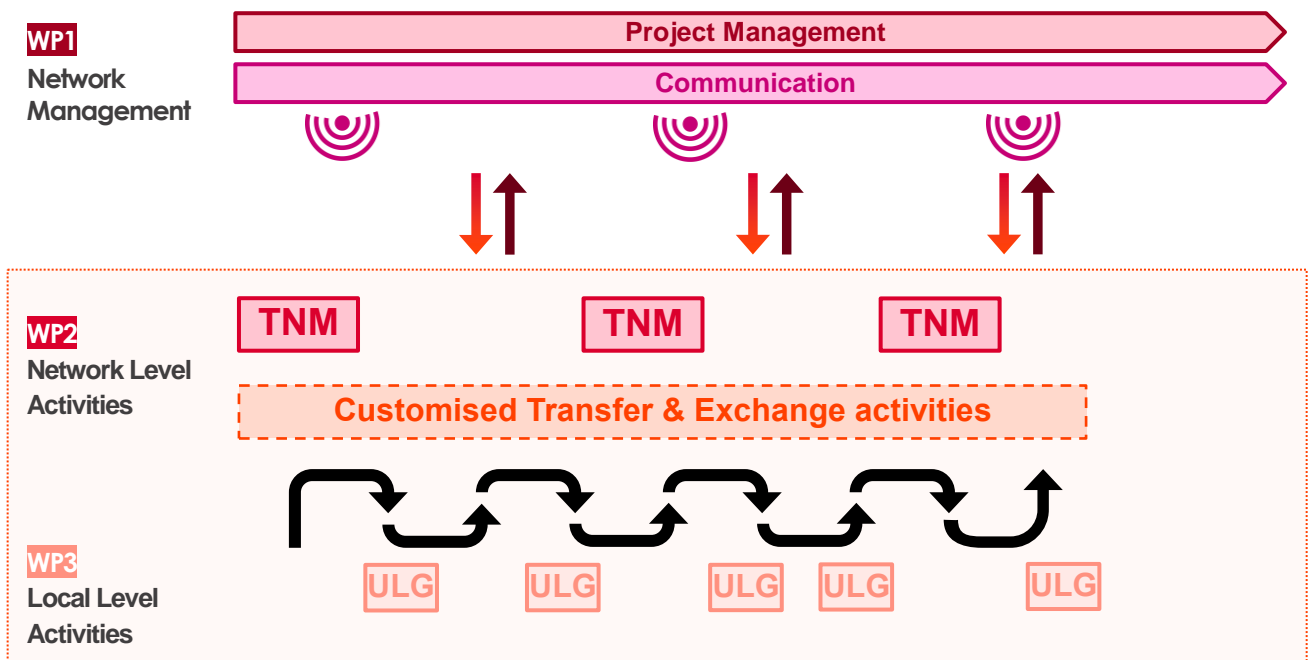 WP1
Network
Management
Project Management
Communication
WP2
Network Level
Activities
TNM
TNM
TNM
Customised Transfer & Exchange activities
WP3
Local Level
Activities
ULG
ULG
ULG
ULG
ULG